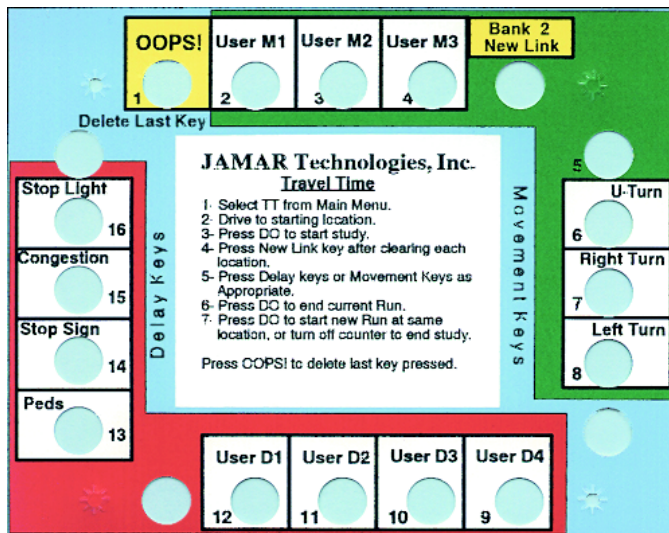 OOPS!
User M1
User M2
User M3
Bank 2
New Link
1
2
3
4
Delete Last Key
5
Stop Light
16
Congestion
15
Stop Sign
14
Peds
13
Delay Keys
JAMAR Technologies, Inc.
Travel Time
1- Select TT from Main Menu.
2- Drive to starting location.
3- Press DO to start study.
4- Press New Link key after clearing each
location.
5- Press Delay keys or Movement Keys as
Appropriate.
6- Press DO to end current Run.
7- Press DO to start new Run at same
location, or turn off counter to end study.
Press OOPS! to delete last key pressed.
Movement Keys
U-Turn
6
Right Turn
7
Left Turn
8
User D1
User D2
User D3
User D4
12
11
10
9